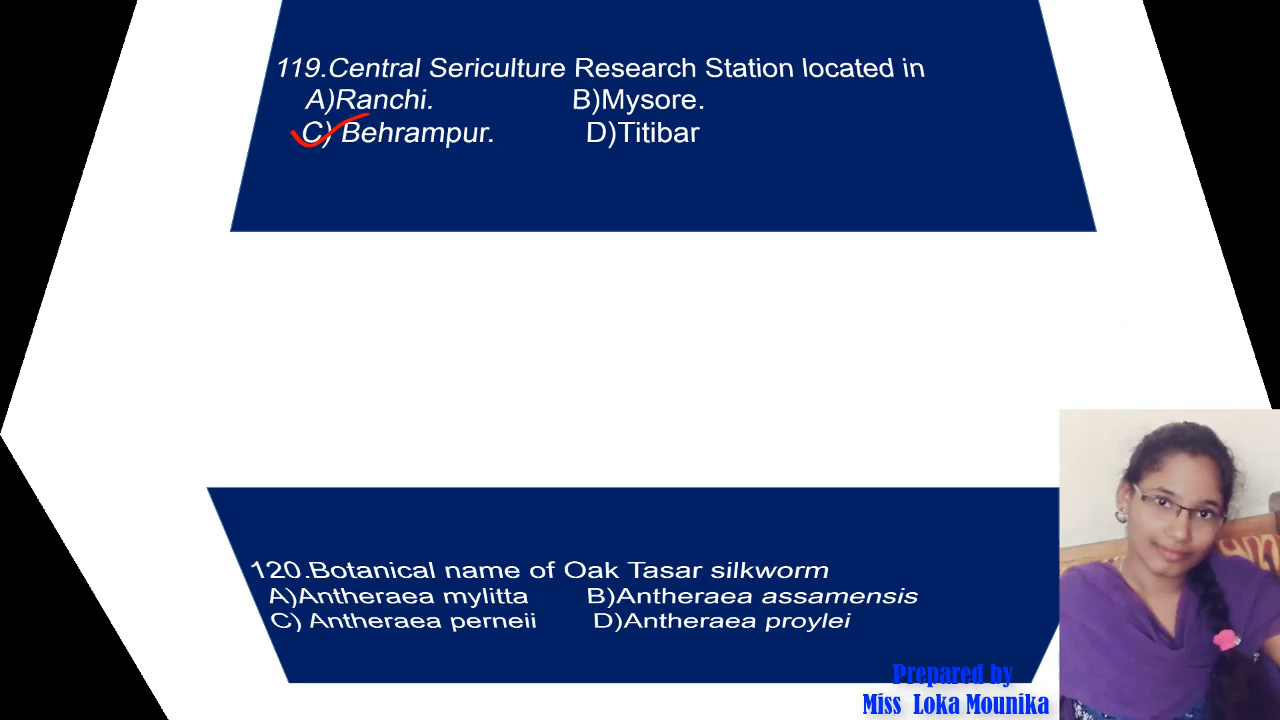 119.Central Sericulture Research Station located in
A)Ranchi. B)Mysore.
C) Behrampur. D)Titibar
120.Botanical name of Oak Tasar silkworm
A)Antheraea mylitta B)Antheraea assamensis
C) Antheraea perneii D)Antheraea proylei
Prepared by
Miss Loka Mounika